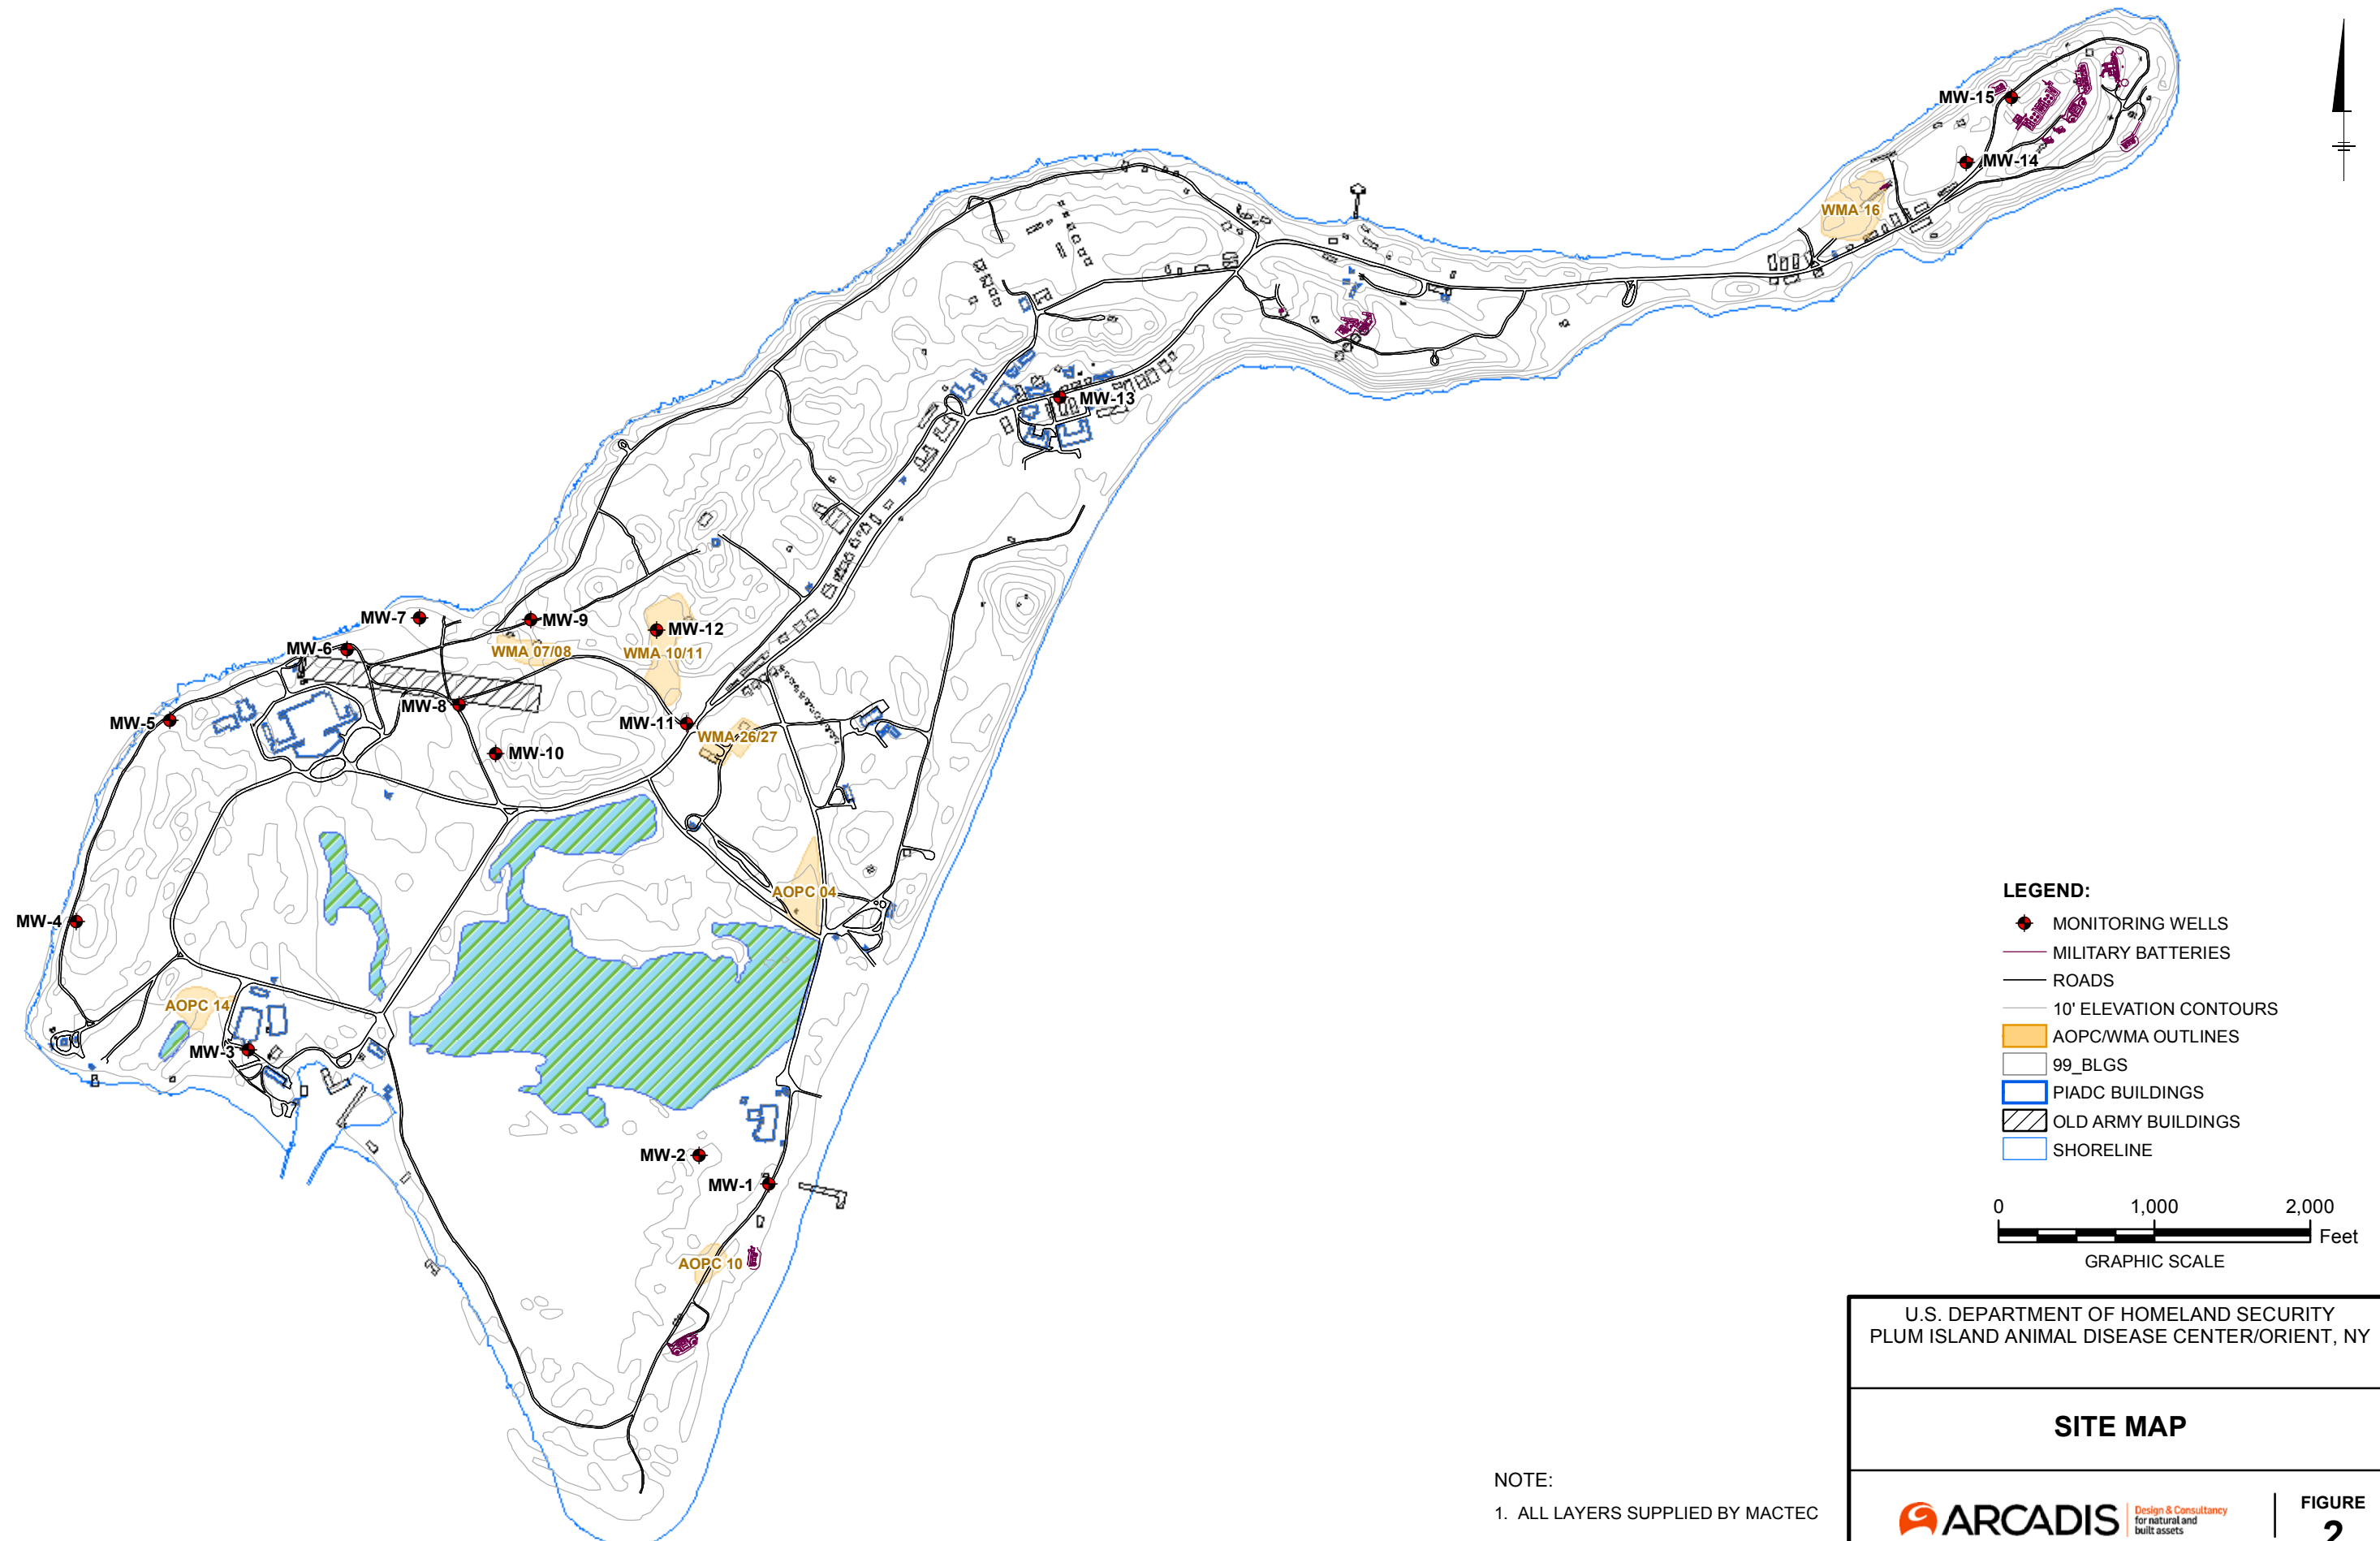 MW-15
MW-14
WMA 16
MW-13
MW-7
MW-9
MW-12
MW-6
WMA 07/08
WMA 10/11
MW-8
MW-5
MW-11
WMA 26/27
MW-10
AOPC 04
MW-4
AOPC 14
MW-3
MW-2
MW-1
AOPC 10
LEGEND:
MONITORING WELLS
MILITARY BATTERIES
ROADS
10' ELEVATION CONTOURS
AOPC/WMA OUTLINES
99_BLGS
PIADC BUILDINGS
OLD ARMY BUILDINGS
SHORELINE
0 1,000 2,000
Feet
GRAPHIC SCALE
U.S. DEPARTMENT OF HOMELAND SECURITY
PLUM ISLAND ANIMAL DISEASE CENTER/ORIENT, NY
SITE MAP
NOTE:
1. ALL LAYERS SUPPLIED BY MACTEC
ARCADIS
Design & Consultancy
for natural and
built assets
FIGURE
2